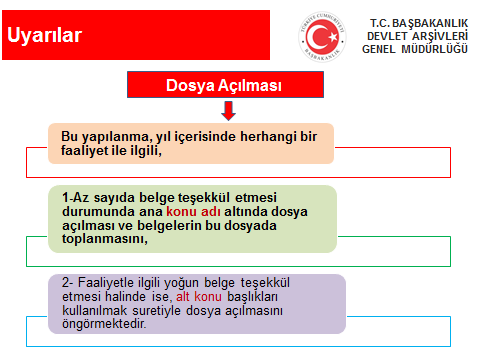 Uyarılar
T.C. BAŞBAKANLIK
DEVLET ARŞİVLERİ
GENEL MÜDÜRLÜĞÜ
Dosya Açılması
Bu yapılanma, yıl içerisinde herhangi bir
faaliyet ile ilgili,
1-Az sayıda belge teşekkül etmesi
durumunda ana konu adı altında dosya
açılması ve belgelerin bu dosyada
toplanmasını,
2- Faaliyetle ilgili yoğun belge teşekkül
etmesi halinde ise, alt konu başlıkları
kullanılmak suretiyle dosya açılmasını
öngörmektedir.